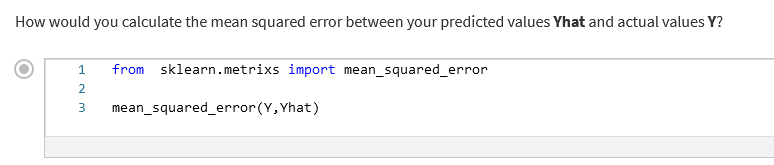 How would you calculate the mean squared error between your predicted values Yhat and actual values Y?
1 from sklearn.metrixs import mean_squared_error
2
3 mean_squared_error(Y,Yhat)